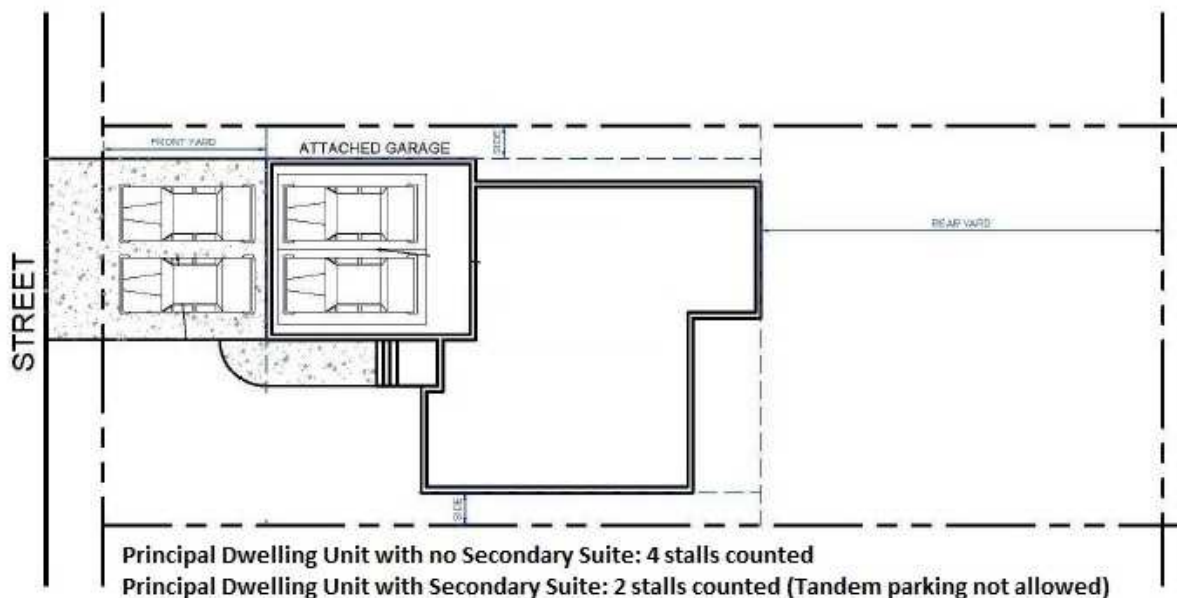 FRONT YARD
ATTACHED GARAGE
SIDE
REAR YARD
STREET
SIDE
Principal Dwelling Unit with no Secondary Suite: 4 stalls counted
Principal Dwelling Unit with Secondary Suite: 2 stalls counted (Tandem parking not allowed)